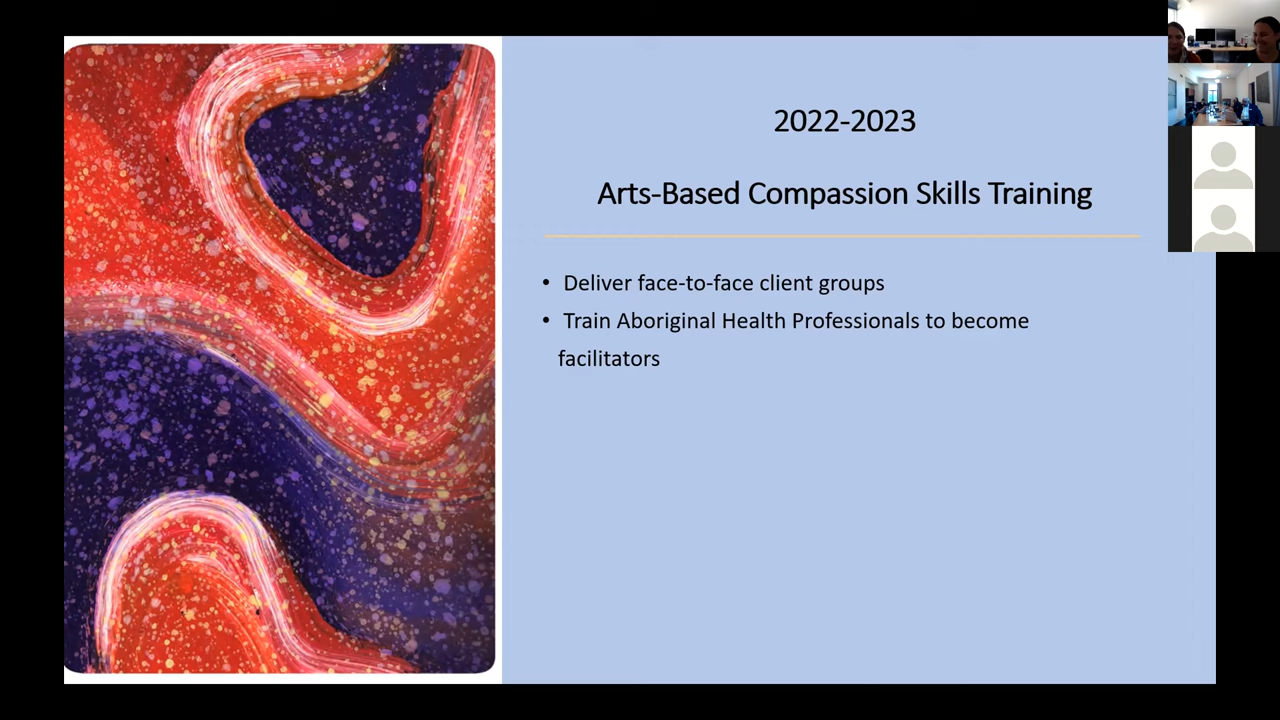 2022-2023
Arts-Based Compassion Skills Training
• Deliver face-to-face client groups
• Train Aboriginal Health Professionals to become
facilitators